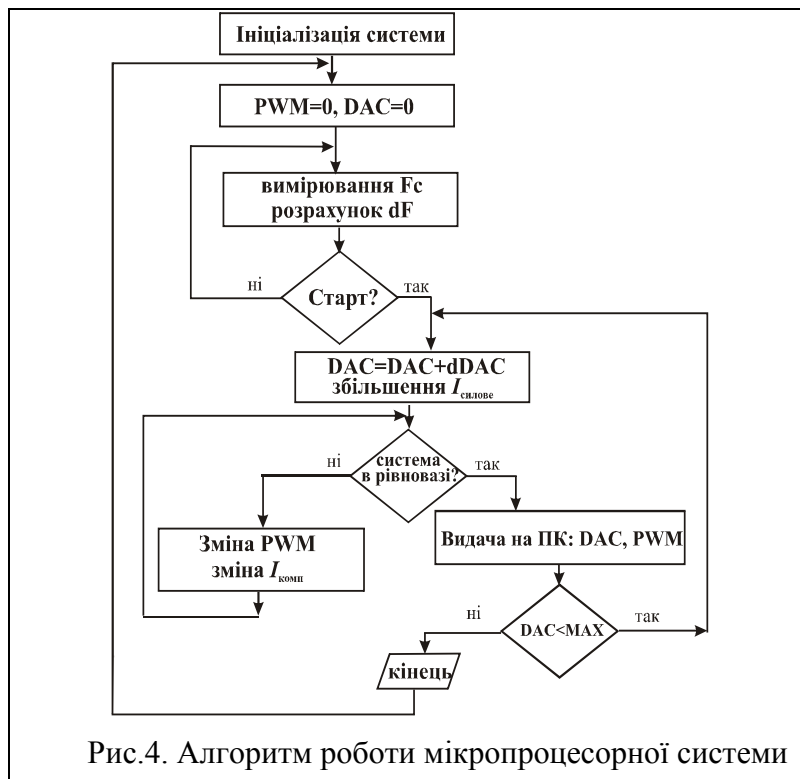 Ініціалізація системи
PWM=0, DAC=0
вимірювання Fc
розрахунок dF
ні
Старт?
так
DAC=DAC+dDAC
збільшення Iсилове
ні
система
в рівновазі?
так
Зміна PWM
зміна Iкомп
Видача на ПК: DAC, PWM
ні
DAC<MAX
так
кінець
Рис.4. Алгоритм роботи мікропроцесорної системи